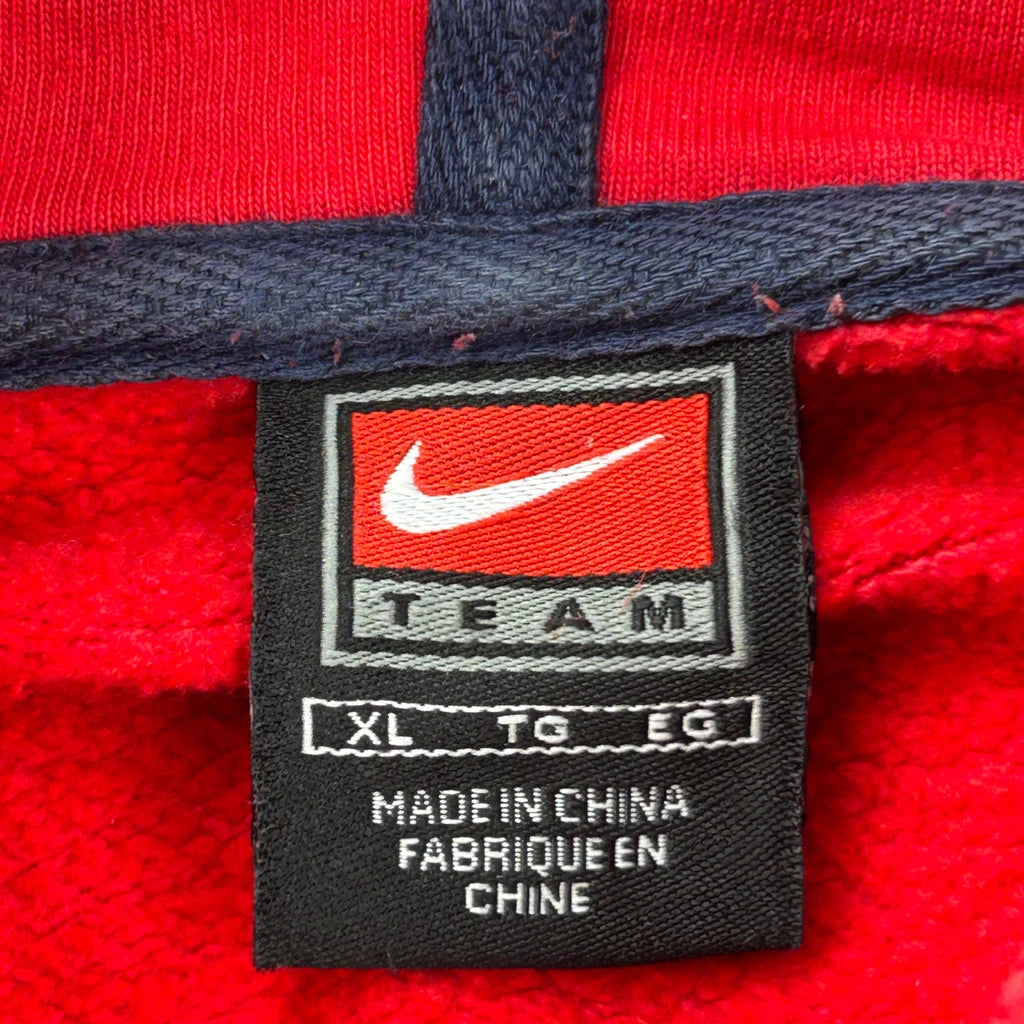 TEAM
XL TG EG
MADE IN CHINA
FABRIQUE EN
CHINE